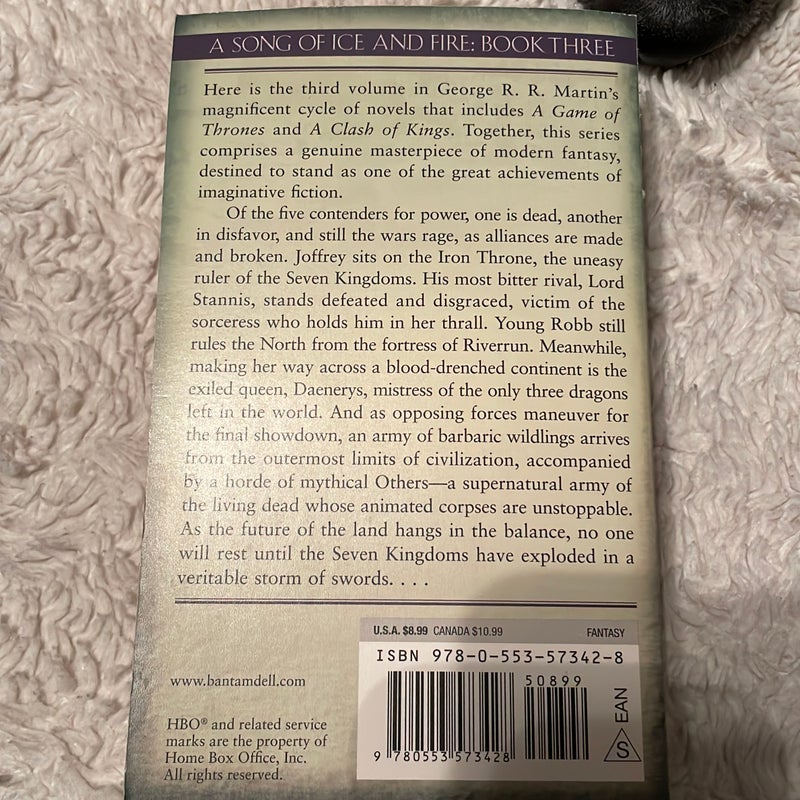 A SONG OF ICE AND FIRE: BOOK THREE
Here is the third volume in George R. R. Martin's
magnificent cycle of novels that includes A Game of
Thrones and A Clash of Kings. Together, this series
comprises a genuine masterpiece of modern fantasy,
destined to stand as one of the great achievements of
imaginative fiction.
Of the five contenders for power, one is dead, another
in disfavor, and still the wars rage, as alliances are made
and broken. Joffrey sits on the Iron Throne, the uneasy
ruler of the Seven Kingdoms. His most bitter rival, Lord
Stannis, stands defeated and disgraced, victim of the
sorceress who holds him in her thrall. Young Robb still
rules the North from the fortress of Riverrun. Meanwhile,
making her way across a blood-drenched continent is the
exiled queen, Daenerys, mistress of the only three dragons
left in the world. And as opposing forces maneuver for
the final showdown, an army of barbaric wildlings arrives
from the outermost limits of civilization, accompanied
by a horde of mythical Others—a supernatural army of
the living dead whose animated corpses are unstoppable.
As the future of the land hangs in the balance, no one
will rest until the Seven Kingdoms have exploded in a
veritable storm of swords. . . .
U.S.A. $8.99 CANADA $10.99 FANTASY
ISBN 978-0-553-57342-8
50899
9 780553 573428
EAN
S
www.bantamdell.com
HBO® and related service
marks are the property of
Home Box Office, Inc.
All rights reserved.